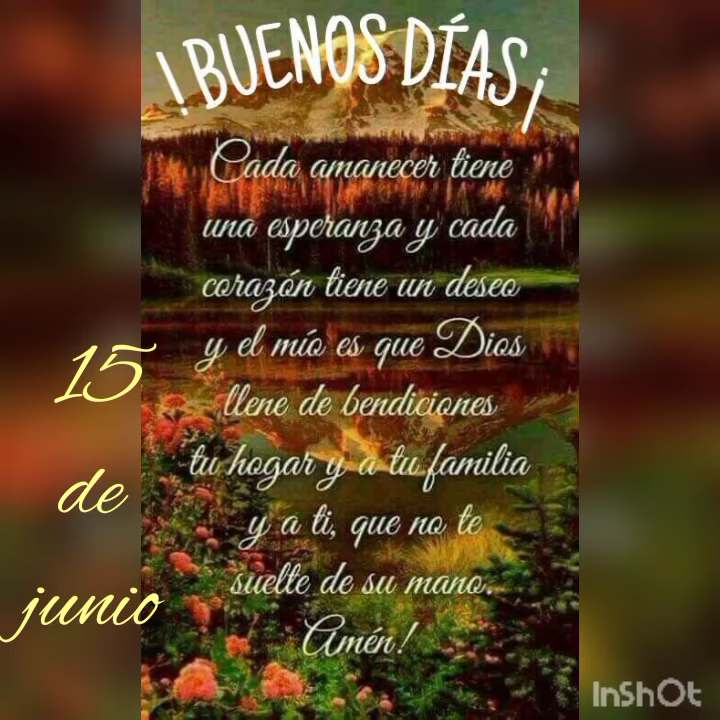 ! BUENOS DÍAS ¡
Cada amanecer tiene
una esperanza y cada
corazón tiene un deseo
y el mío es que Dios
llene de bendiciones
tu hogar y a tu familia
y a ti, que no te
suelte de su mano.
Amén!
15
de
junio
InShOt